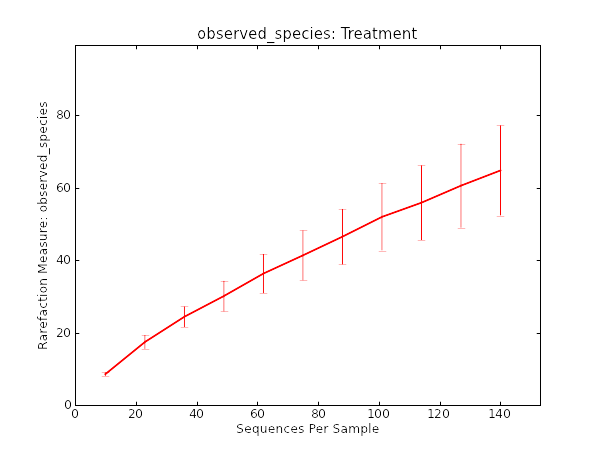 observed_species: Treatment
Rarefaction Measure: observed_species
80
60
40
20
0
0 20 40 60 80 100 120 140
Sequences Per Sample